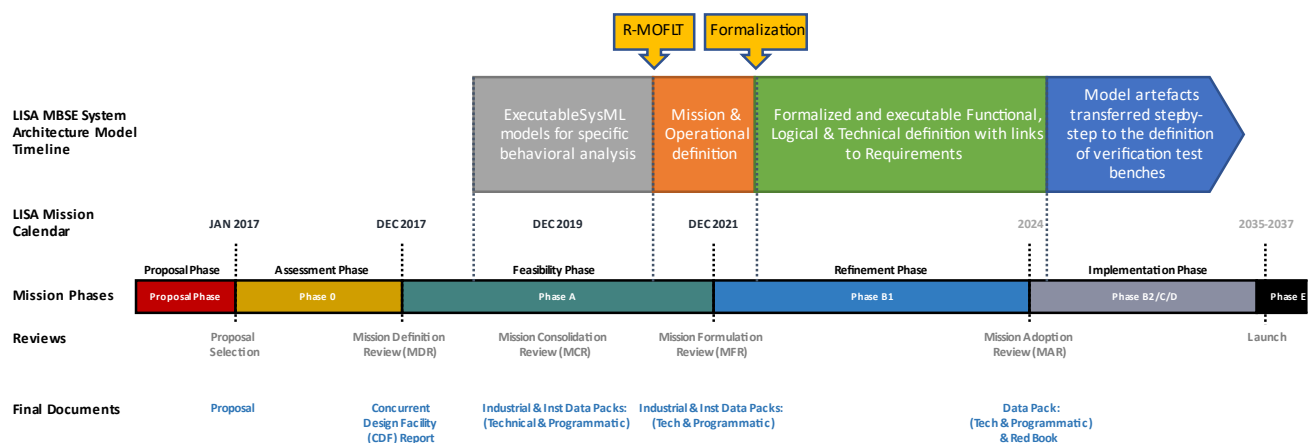 R-MOFLT
Formalization
LISA MBSE System
Architecture Model
Timeline
ExecutableSysML
models for specific
behavioral analysis
Mission &
Operational
definition
Formalized and executable Functional,
Logical & Technical definition with links
to Requirements
Model artefacts
transferred step-by-
step to the definition
of verification test
benches
LISA Mission
Calendar
JAN 2017
DEC 2017
DEC 2019
DEC 2021
2024
2035-2037
Proposal Phase
Assessment Phase
Feasibility Phase
Refinement Phase
Implementation Phase
Mission Phases
Proposal Phase
Phase 0
Phase A
Phase B1
Phase B2/C/D
Phase E
Reviews
Proposal
Selection
Mission Definition
Review (MDR)
Mission Consolidation
Review (MCR)
Mission Formulation
Review (MFR)
Mission Adoption
Review (MAR)
Launch
Final Documents
Proposal
Concurrent
Design Facility
(CDF) Report
Industrial & Inst Data Packs:
(Technical & Programmatic)
Industrial & Inst Data Packs:
(Tech & Programmatic)
Data Pack:
(Tech & Programmatic)
& Red Book